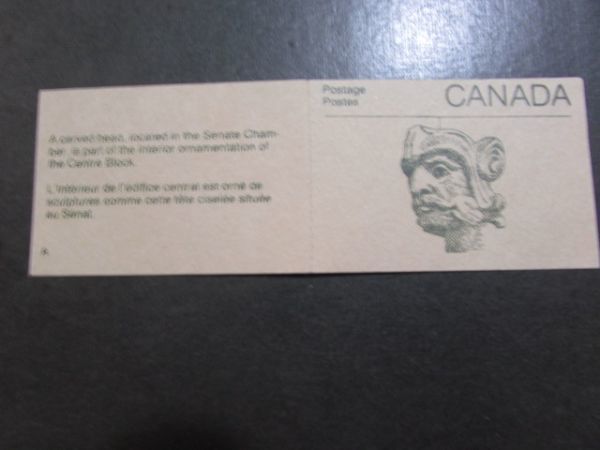 A carved head, located in the Senate Cham-
ber, is part of the interior ornamentation of
the Centre Block.
L'intérieur de l'édifice central est orné de
sculptures comme cette tête ciselée située
au Sénat.
Postage
Postes
CANADA